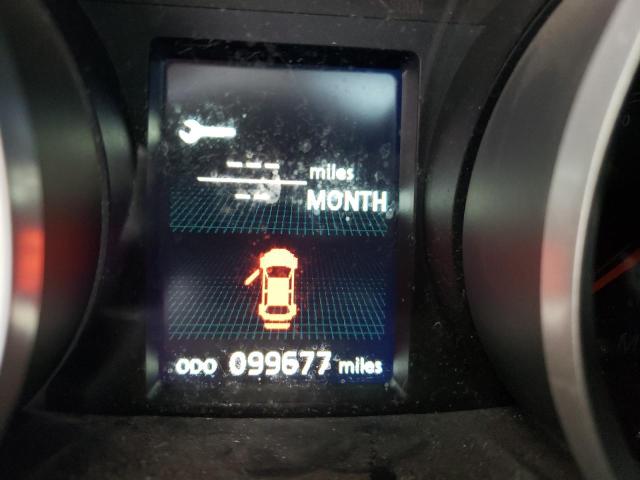 --- miles
-- MONTH
ODO 099677 miles